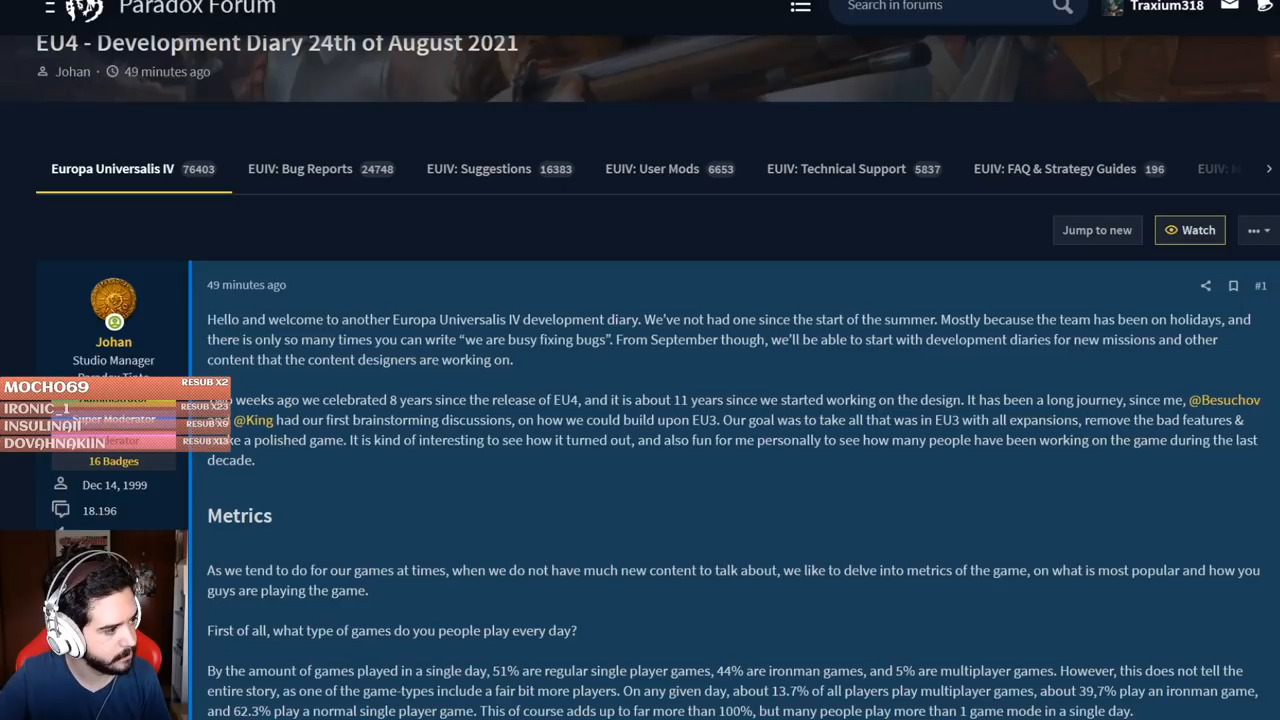 Paradox Forum
Search in forums
Traxium318
EU4 - Development Diary 24th of August 2021
Johan · 49 minutes ago
Europa Universalis IV 76403
EUIV: Bug Reports 24748
EUIV: Suggestions 16383
EUIV: User Mods 6653
EUIV: Technical Support 5837
EUIV: FAQ & Strategy Guides 196
EUIV:
Jump to new
Watch
49 minutes ago
#1
Johan
Studio Manager
MOCHO69 RESUB X2
IRONIC_1 RESUB X23
INSULINAII RESUB X9
DOVAHNAKIIN RESUB X13
16 Badges
Dec 14, 1999
18.196
Hello and welcome to another Europa Universalis IV development diary. We’ve not had one since the start of the summer. Mostly because the team has been on holidays, and
there is only so many times you can write “we are busy fixing bugs”. From September though, we’ll be able to start with development diaries for new missions and other
content that the content designers are working on.
weeks ago we celebrated 8 years since the release of EU4, and it is about 11 years since we started working on the design. It has been a long journey, since me, @Besuchov
@King had our first brainstorming discussions, on how we could build upon EU3. Our goal was to take all that was in EU3 with all expansions, remove the bad features &
a polished game. It is kind of interesting to see how it turned out, and also fun for me personally to see how many people have been working on the game during the last
decade.
Metrics
As we tend to do for our games at times, when we do not have much new content to talk about, we like to delve into metrics of the game, on what is most popular and how you
guys are playing the game.
First of all, what type of games do you people play every day?
By the amount of games played in a single day, 51% are regular single player games, 44% are ironman games, and 5% are multiplayer games. However, this does not tell the
entire story, as one of the game-types include a fair bit more players. On any given day, about 13.7% of all players play multiplayer games, about 39,7% play an ironman game,
and 62.3% play a normal single player game. This of course adds up to far more than 100%, but many people play more than 1 game mode in a single day.